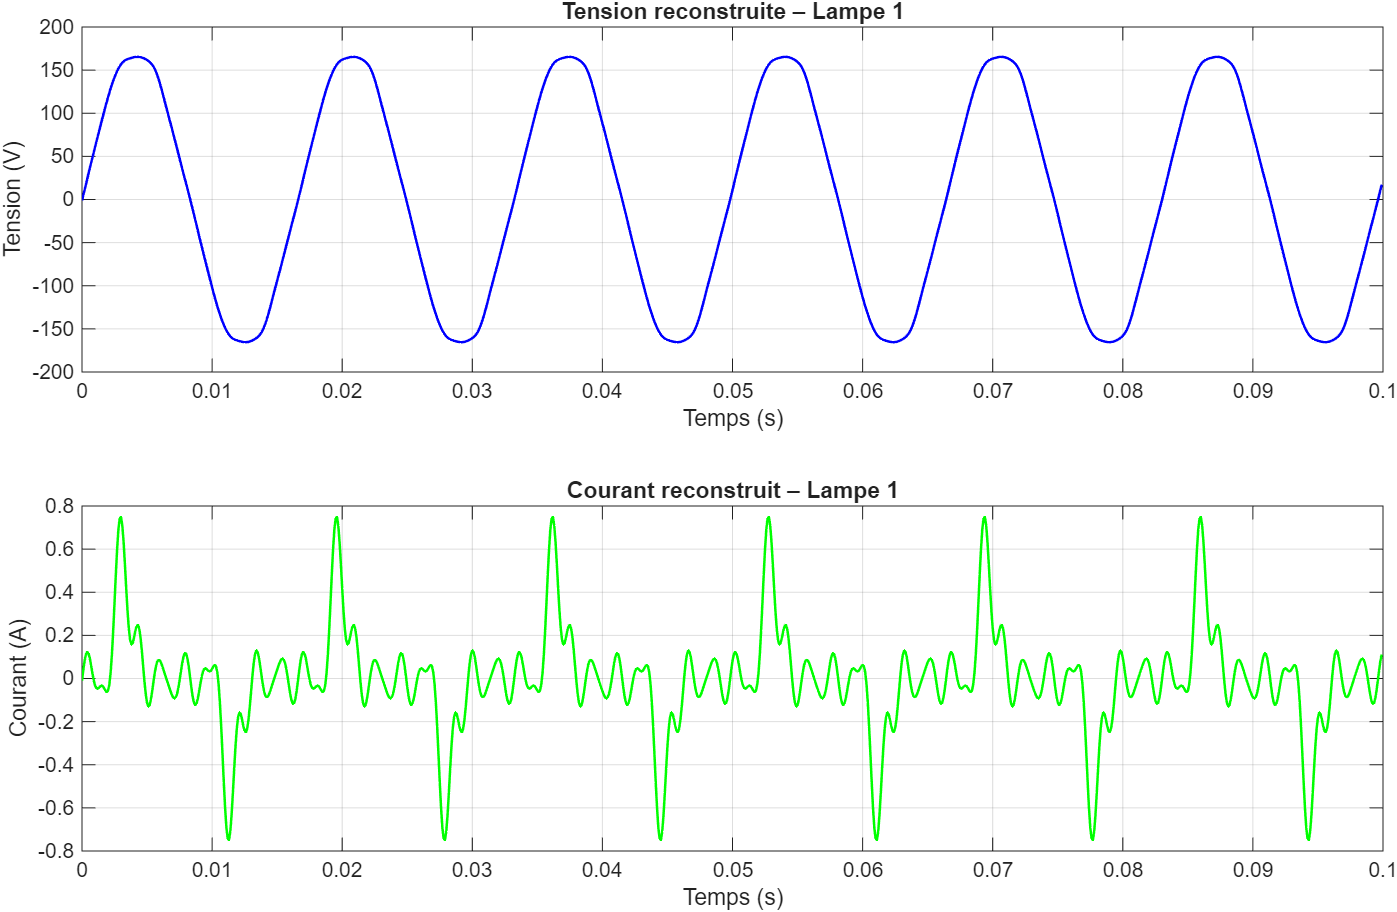 Tension reconstruite – Lampe 1
200
150
100
50
0
-50
-100
-150
-200
Tension (V)
0 0.01 0.02 0.03 0.04 0.05 0.06 0.07 0.08 0.09 0.1
Temps (s)
Courant reconstruit – Lampe 1
0.8
0.6
0.4
0.2
0
-0.2
-0.4
-0.6
-0.8
Courant (A)
0 0.01 0.02 0.03 0.04 0.05 0.06 0.07 0.08 0.09 0.1
Temps (s)